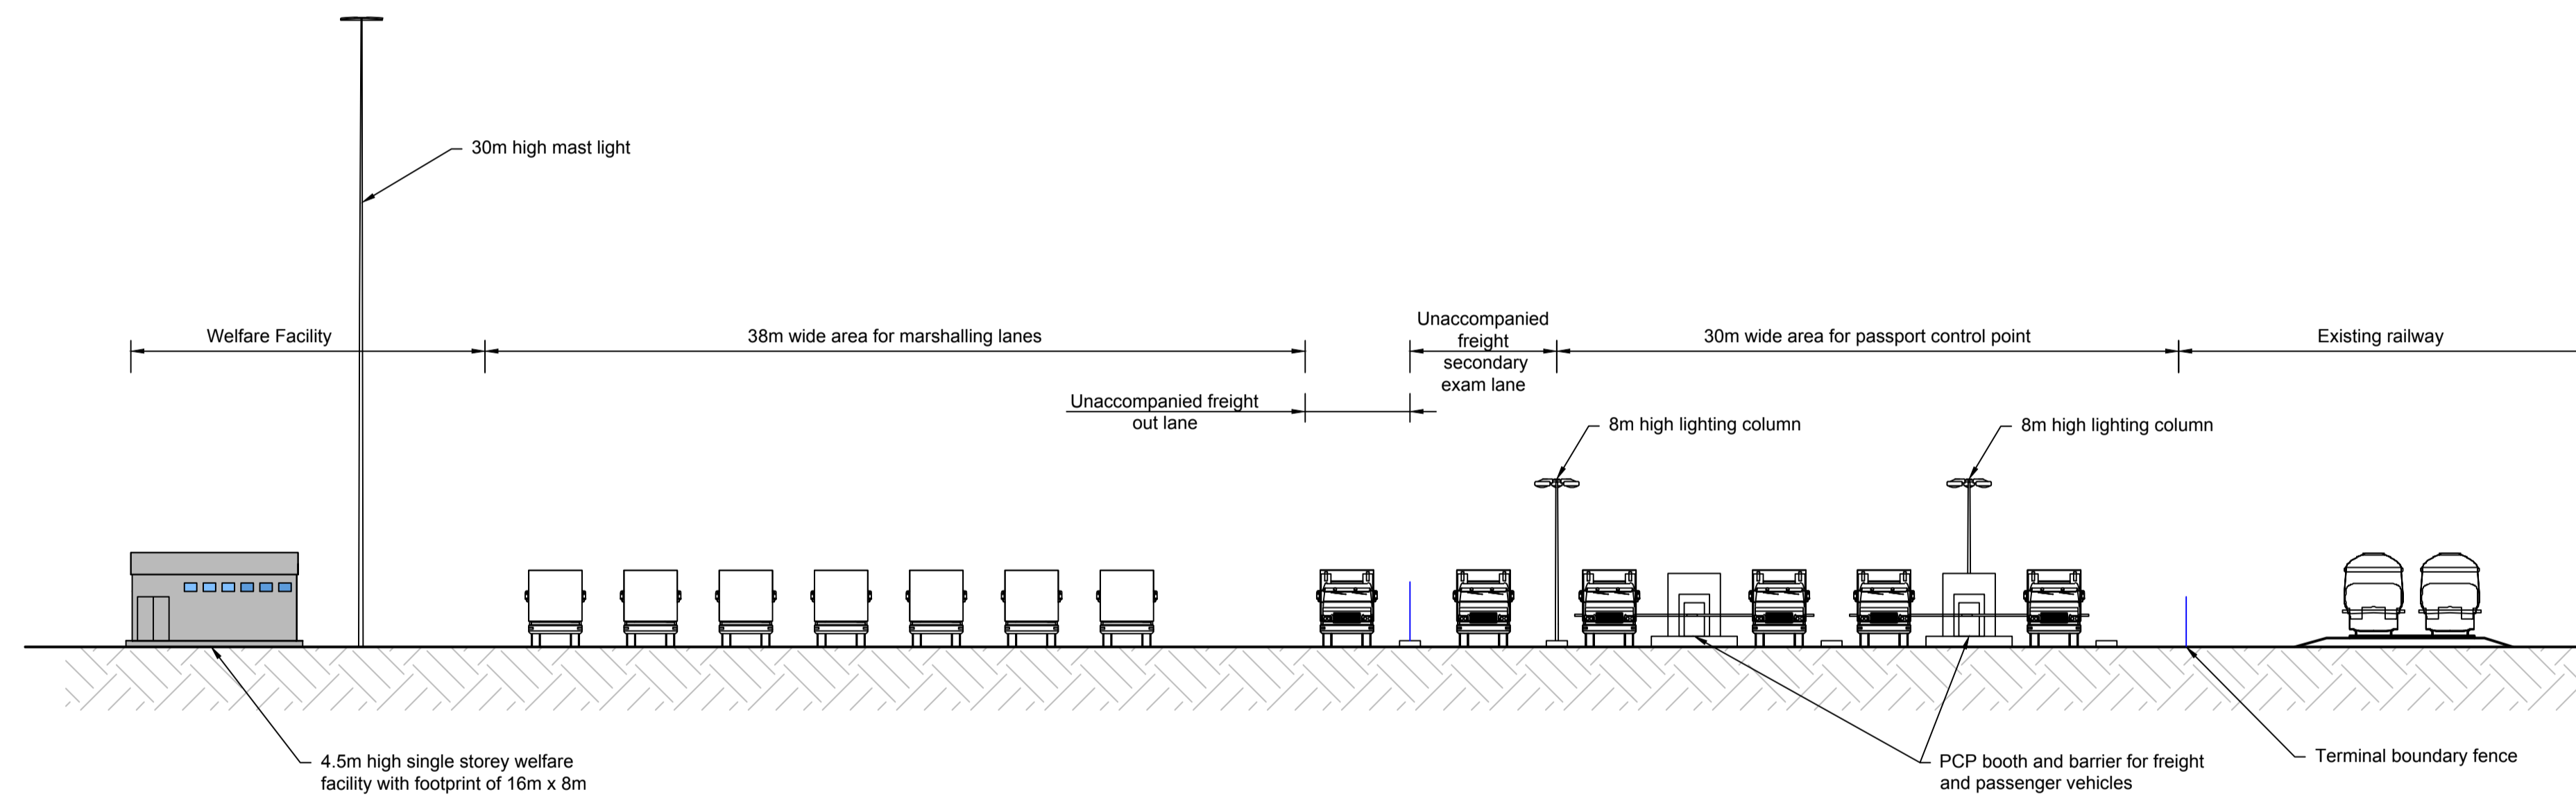 30m high mast light
Welfare Facility
38m wide area for marshalling lanes
Unaccompanied
freight
secondary
exam lane
30m wide area for passport control point
Existing railway
Unaccompanied freight
out lane
8m high lighting column
8m high lighting column
4.5m high single storey welfare
facility with footprint of 16m x 8m
PCP booth and barrier for freight
and passenger vehicles
Terminal boundary fence